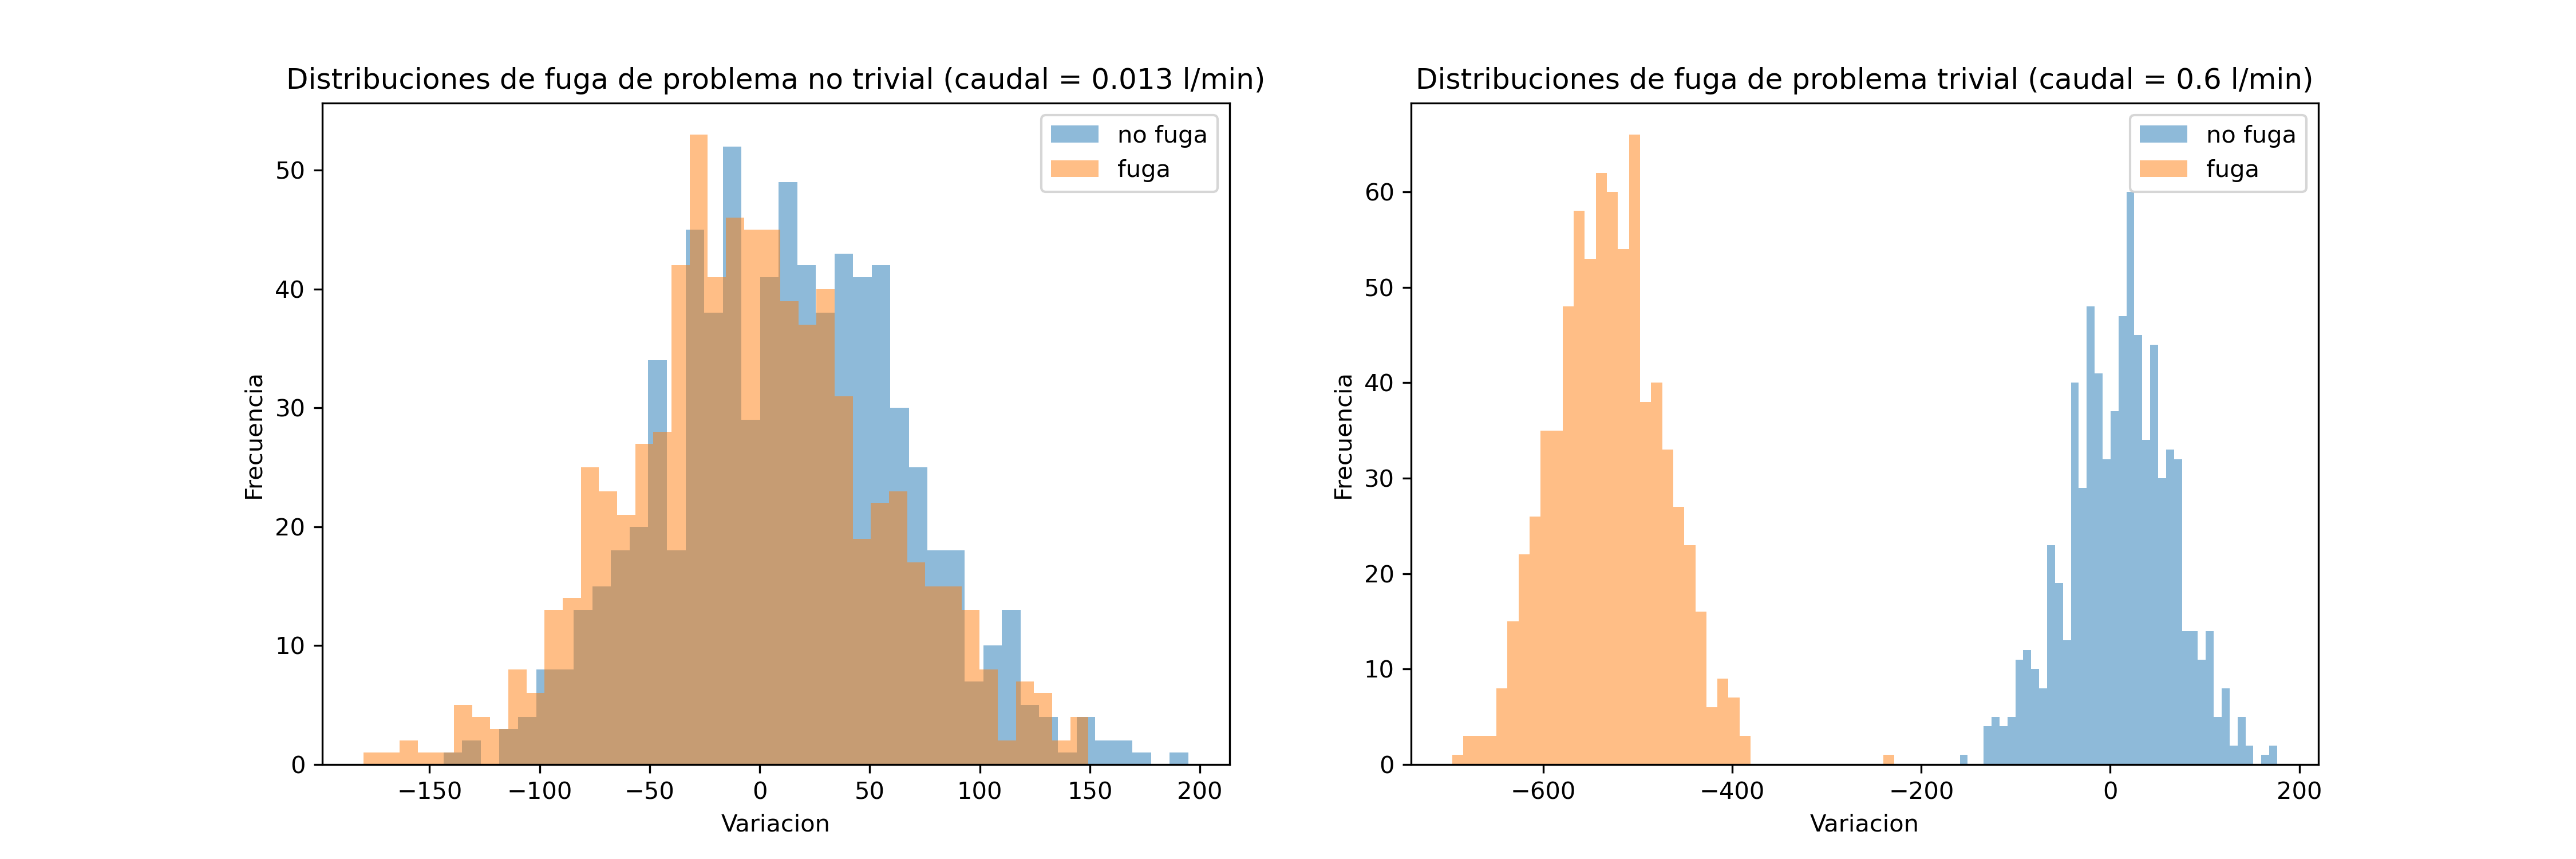 Distribuciones de fuga de problema no trivial (caudal = 0.013 l/min)
no fuga
fuga
Frecuencia
50
40
30
20
10
0
−150 −100 −50 0 50 100 150 200
Variacion
Distribuciones de fuga de problema trivial (caudal = 0.6 l/min)
no fuga
fuga
Frecuencia
60
50
40
30
20
10
0
−600 −400 −200 0 200
Variacion